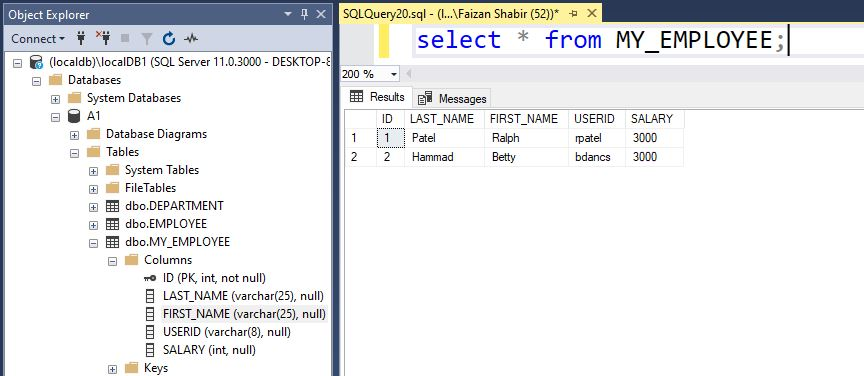 Object Explorer
Connect
(localdb)\localDB1 (SQL Server 11.0.3000 - DESKTOP-8
Databases
System Databases
A1
Database Diagrams
Tables
System Tables
FileTables
dbo.DEPARTMENT
dbo.EMPLOYEE
dbo.MY_EMPLOYEE
Columns
ID (PK, int, not null)
LAST_NAME (varchar(25), null)
FIRST_NAME (varchar(25), null)
USERID (varchar(8), null)
SALARY (int, null)
Keys
SQLQuery20.sql - (l...\Faizan Shabir (52))*
select * from MY_EMPLOYEE;
200 %
Results Messages
ID LAST_NAME FIRST_NAME USERID SALARY
1 1 Patel Ralph rpatel 3000
2 2 Hammad Betty bdancs 3000